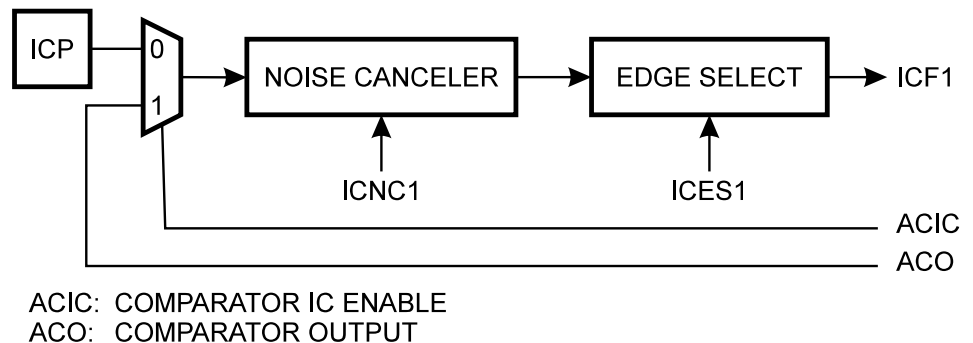 ICP
0
1
NOISE CANCELER
EDGE SELECT
ICF1
ICNC1
ICES1
ACIC
ACO
ACIC: COMPARATOR IC ENABLE
ACO: COMPARATOR OUTPUT